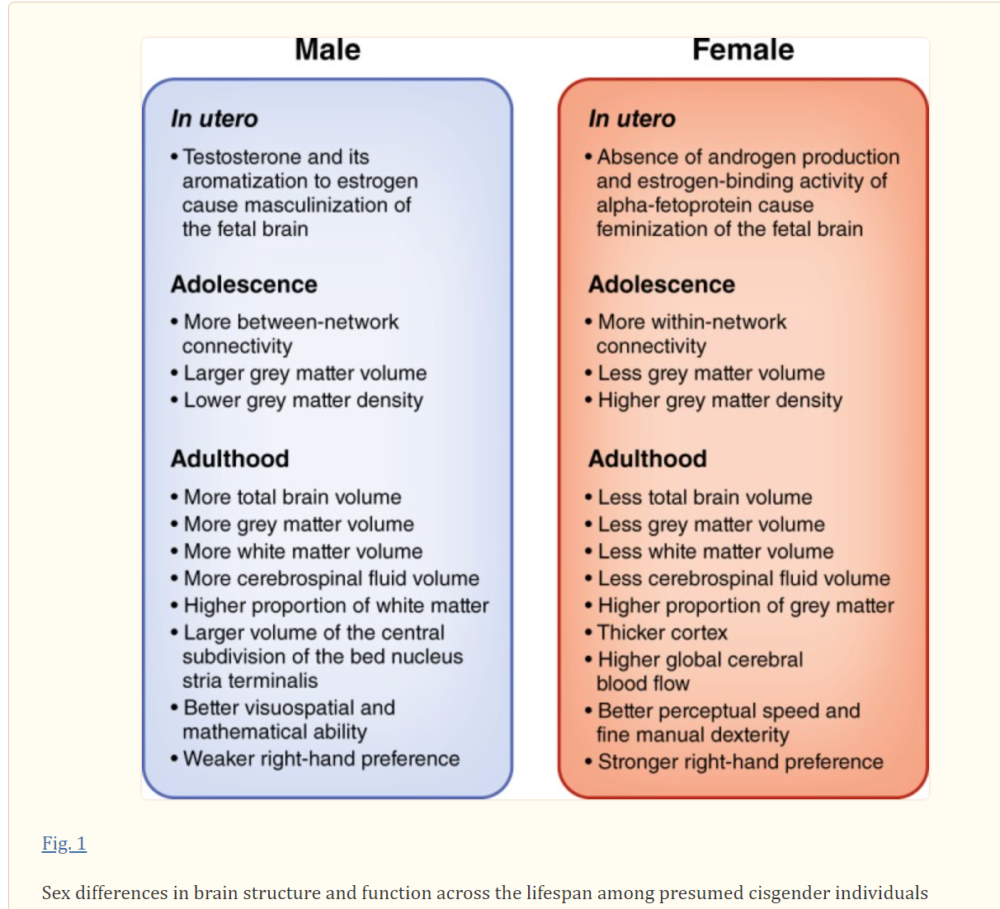 Male
In utero
• Testosterone and its
aromatization to estrogen
cause masculinization of
the fetal brain
Adolescence
• More between-network
connectivity
• Larger grey matter volume
• Lower grey matter density
Adulthood
• More total brain volume
• More grey matter volume
• More white matter volume
• More cerebrospinal fluid volume
• Higher proportion of white matter
• Larger volume of the central
subdivision of the bed nucleus
stria terminalis
• Better visuospatial and
mathematical ability
• Weaker right-hand preference
Female
In utero
• Absence of androgen production
and estrogen-binding activity of
alpha-fetoprotein cause
feminization of the fetal brain
Adolescence
• More within-network
connectivity
• Less grey matter volume
• Higher grey matter density
Adulthood
• Less total brain volume
• Less grey matter volume
• Less white matter volume
• Less cerebrospinal fluid volume
• Higher proportion of grey matter
• Thicker cortex
• Higher global cerebral
blood flow
• Better perceptual speed and
fine manual dexterity
• Stronger right-hand preference
Fig. 1
Sex differences in brain structure and function across the lifespan among presumed cisgender individuals